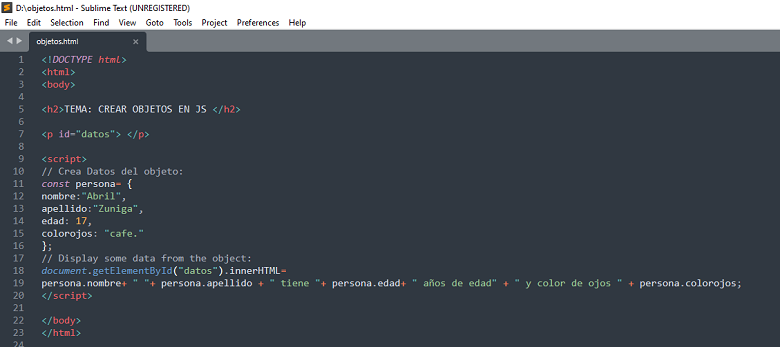 D:\objetos.html - Sublime Text (UNREGISTERED)
File Edit Selection Find View Goto Tools Project Preferences Help
objetos.html ×
1 <!DOCTYPE html>
2 <html>
3 <body>
4
5 <h2>TEMA: CREAR OBJETOS EN JS </h2>
6
7 <p id="datos"> </p>
8
9 <script>
10 // Crea Datos del objeto:
11 const persona= {
12 nombre:"Abril",
13 apellido:"Zuniga",
14 edad: 17,
15 colorojos: "cafe."
16 };
17 // Display some data from the object:
18 document.getElementById("datos").innerHTML=
19 persona.nombre+ " "+ persona.apellido + " tiene "+ persona.edad+ " años de edad" + " y color de ojos " + persona.colorojos;
20 </script>
21
22 </body>
23 </html>
24